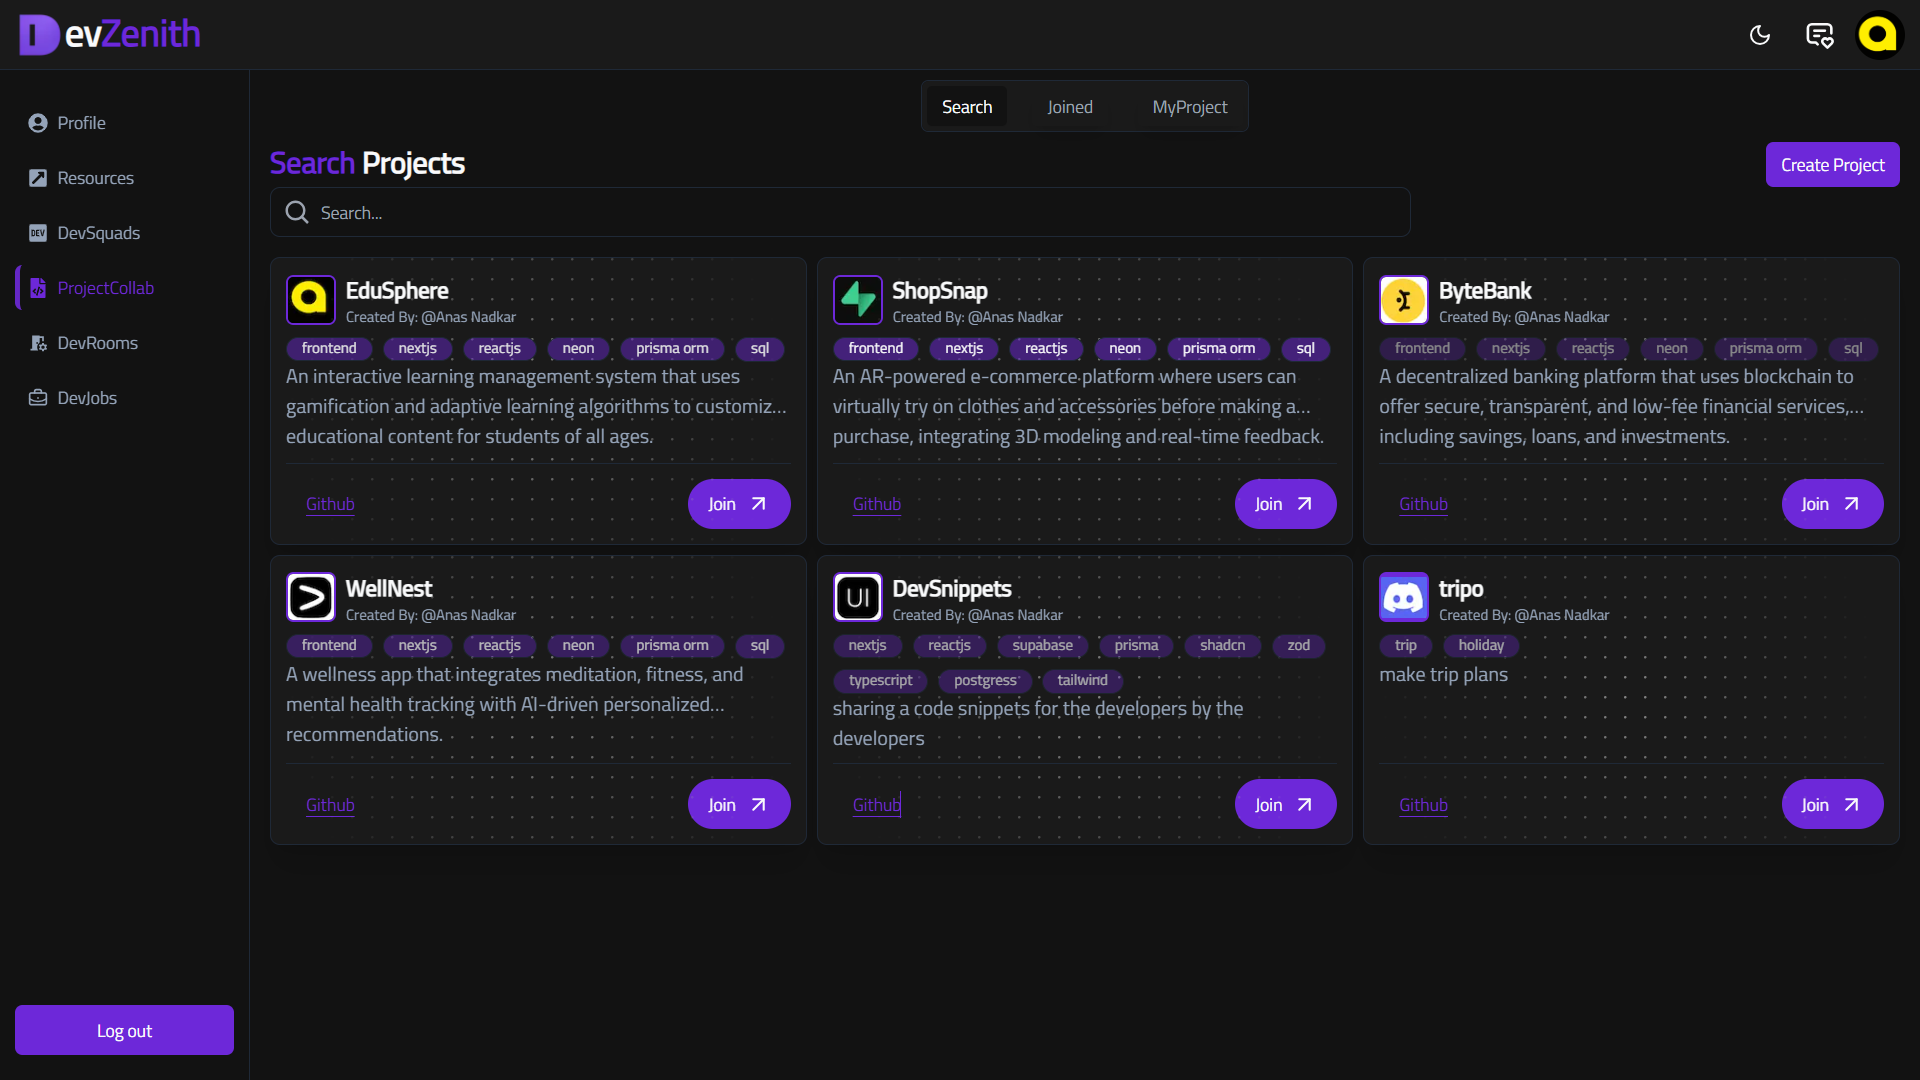 DevZenith
Profile
Resources
DEV DevSquads
ProjectCollab
DevRooms
DevJobs
Log out
Search Joined MyProject
Search Projects
Create Project
Search...
EduSphere
Created By: @Anas Nadkar
frontend nextjs reactjs neon prisma orm sql
An interactive learning management system that uses
gamification and adaptive learning algorithms to customiz...
educational content for students of all ages.
Github
Join
ShopSnap
Created By: @Anas Nadkar
frontend nextjs reactjs neon prisma orm sql
An AR-powered e-commerce platform where users can
virtually try on clothes and accessories before making a...
purchase, integrating 3D modeling and real-time feedback.
Github
Join
ByteBank
Created By: @Anas Nadkar
frontend nextjs reactjs neon prisma orm sql
A decentralized banking platform that uses blockchain to
offer secure, transparent, and low-fee financial services,...
including savings, loans, and investments.
Github
Join
WellNest
Created By: @Anas Nadkar
frontend nextjs reactjs neon prisma orm sql
A wellness app that integrates meditation, fitness, and
mental health tracking with AI-driven personalized...
recommendations.
Github
Join
UI
DevSnippets
Created By: @Anas Nadkar
nextjs reactjs supabase prisma shadcn zod
typescript postgress tailwind
sharing a code snippets for the developers by the
developers
Github
Join
tripo
Created By: @Anas Nadkar
trip holiday
make trip plans
Github
Join